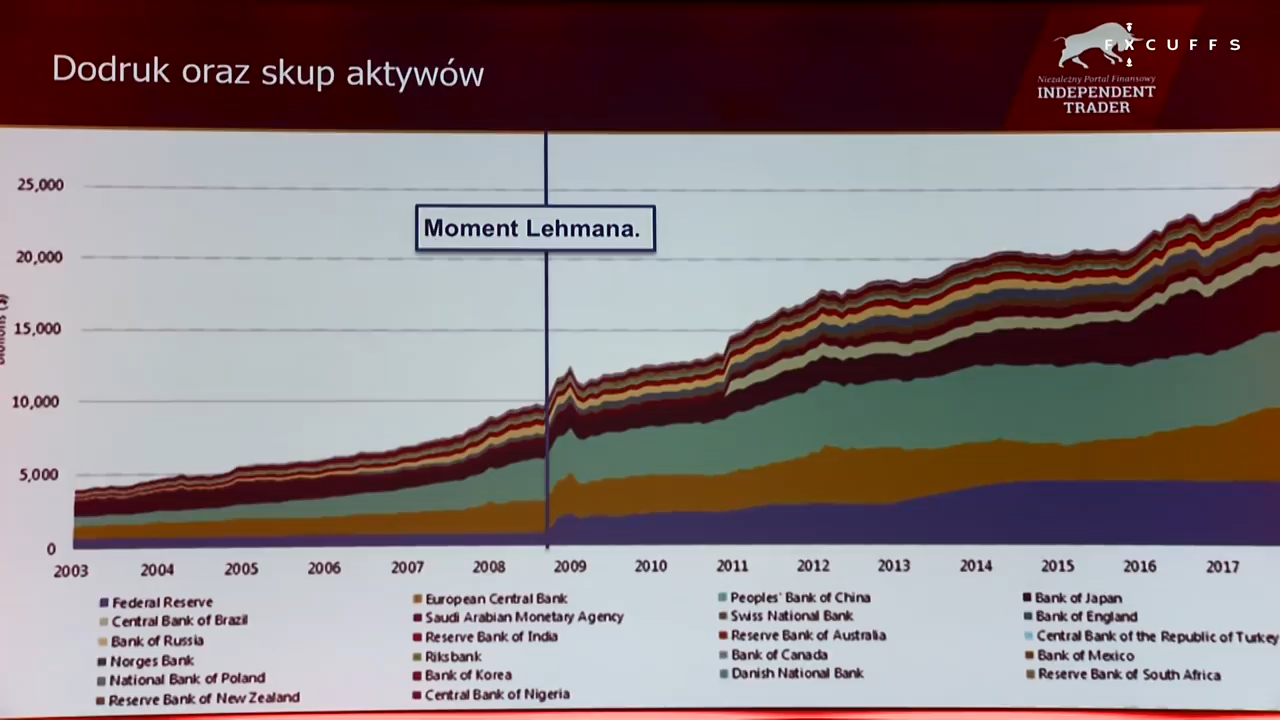 Dodruk oraz skup aktywów
FXCUFFS
Niezależny Portal Finansowy
INDEPENDENT
TRADER
25,000
20,000
15,000
10,000
5,000
0
Moment Lehmana.
2003 2004 2005 2006 2007 2008 2009 2010 2011 2012 2013 2014 2015 2016 2017
Federal Reserve European Central Bank Peoples' Bank of China Bank of Japan
Central Bank of Brazil Saudi Arabian Monetary Agency Swiss National Bank Bank of England
Bank of Russia Reserve Bank of India Reserve Bank of Australia Central Bank of the Republic of Turkey
Norges Bank Riksbank Bank of Canada Bank of Mexico
National Bank of Poland Bank of Korea Danish National Bank Reserve Bank of South Africa
Reserve Bank of New Zealand Central Bank of Nigeria